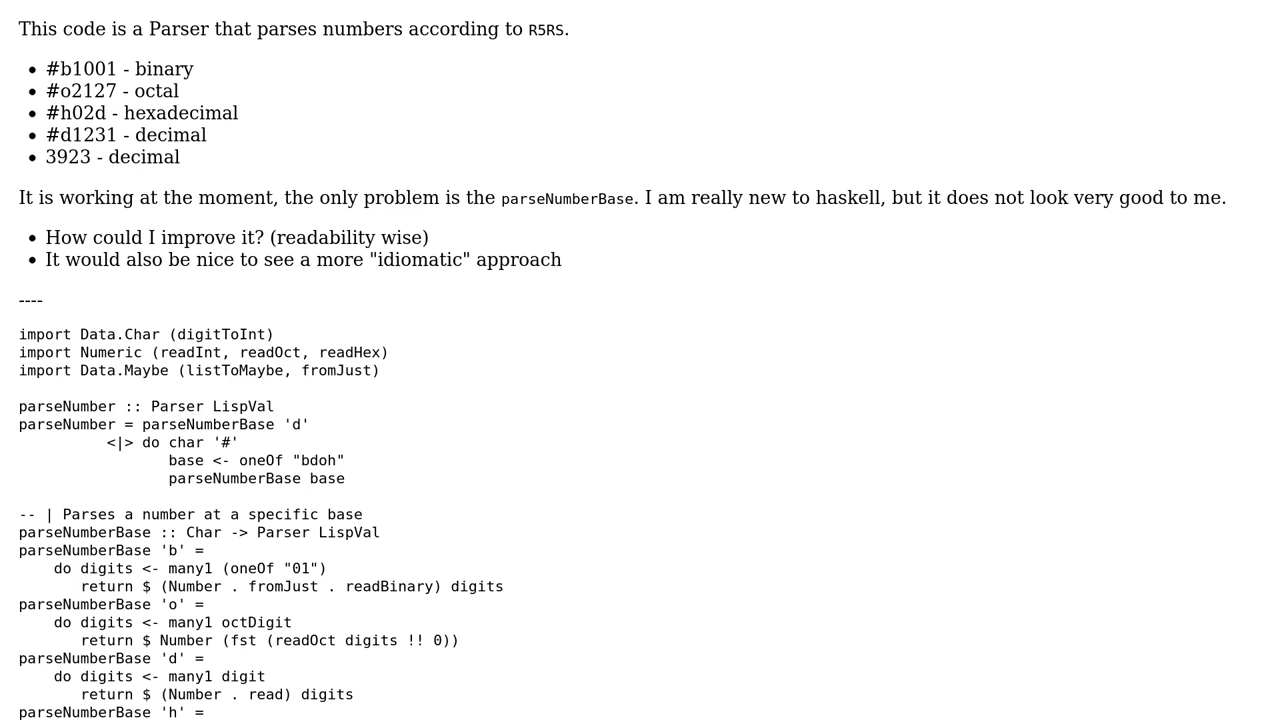 This code is a Parser that parses numbers according to R5RS.
• #b1001 - binary
• #o2127 - octal
• #h02d - hexadecimal
• #d1231 - decimal
• 3923 - decimal
It is working at the moment, the only problem is the parseNumberBase. I am really new to haskell, but it does not look very good to me.
• How could I improve it? (readability wise)
• It would also be nice to see a more "idiomatic" approach
----
import Data.Char (digitToInt)
import Numeric (readInt, readOct, readHex)
import Data.Maybe (listToMaybe, fromJust)

parseNumber :: Parser LispVal
parseNumber = parseNumberBase 'd'
          <|> do char '#'
                 base <- oneOf "bdoh"
                 parseNumberBase base

-- | Parses a number at a specific base
parseNumberBase :: Char -> Parser LispVal
parseNumberBase 'b' =
    do digits <- many1 (oneOf "01")
       return $ (Number . fromJust . readBinary) digits
parseNumberBase 'o' =
    do digits <- many1 octDigit
       return $ Number (fst (readOct digits !! 0))
parseNumberBase 'd' =
    do digits <- many1 digit
       return $ (Number . read) digits
parseNumberBase 'h' =